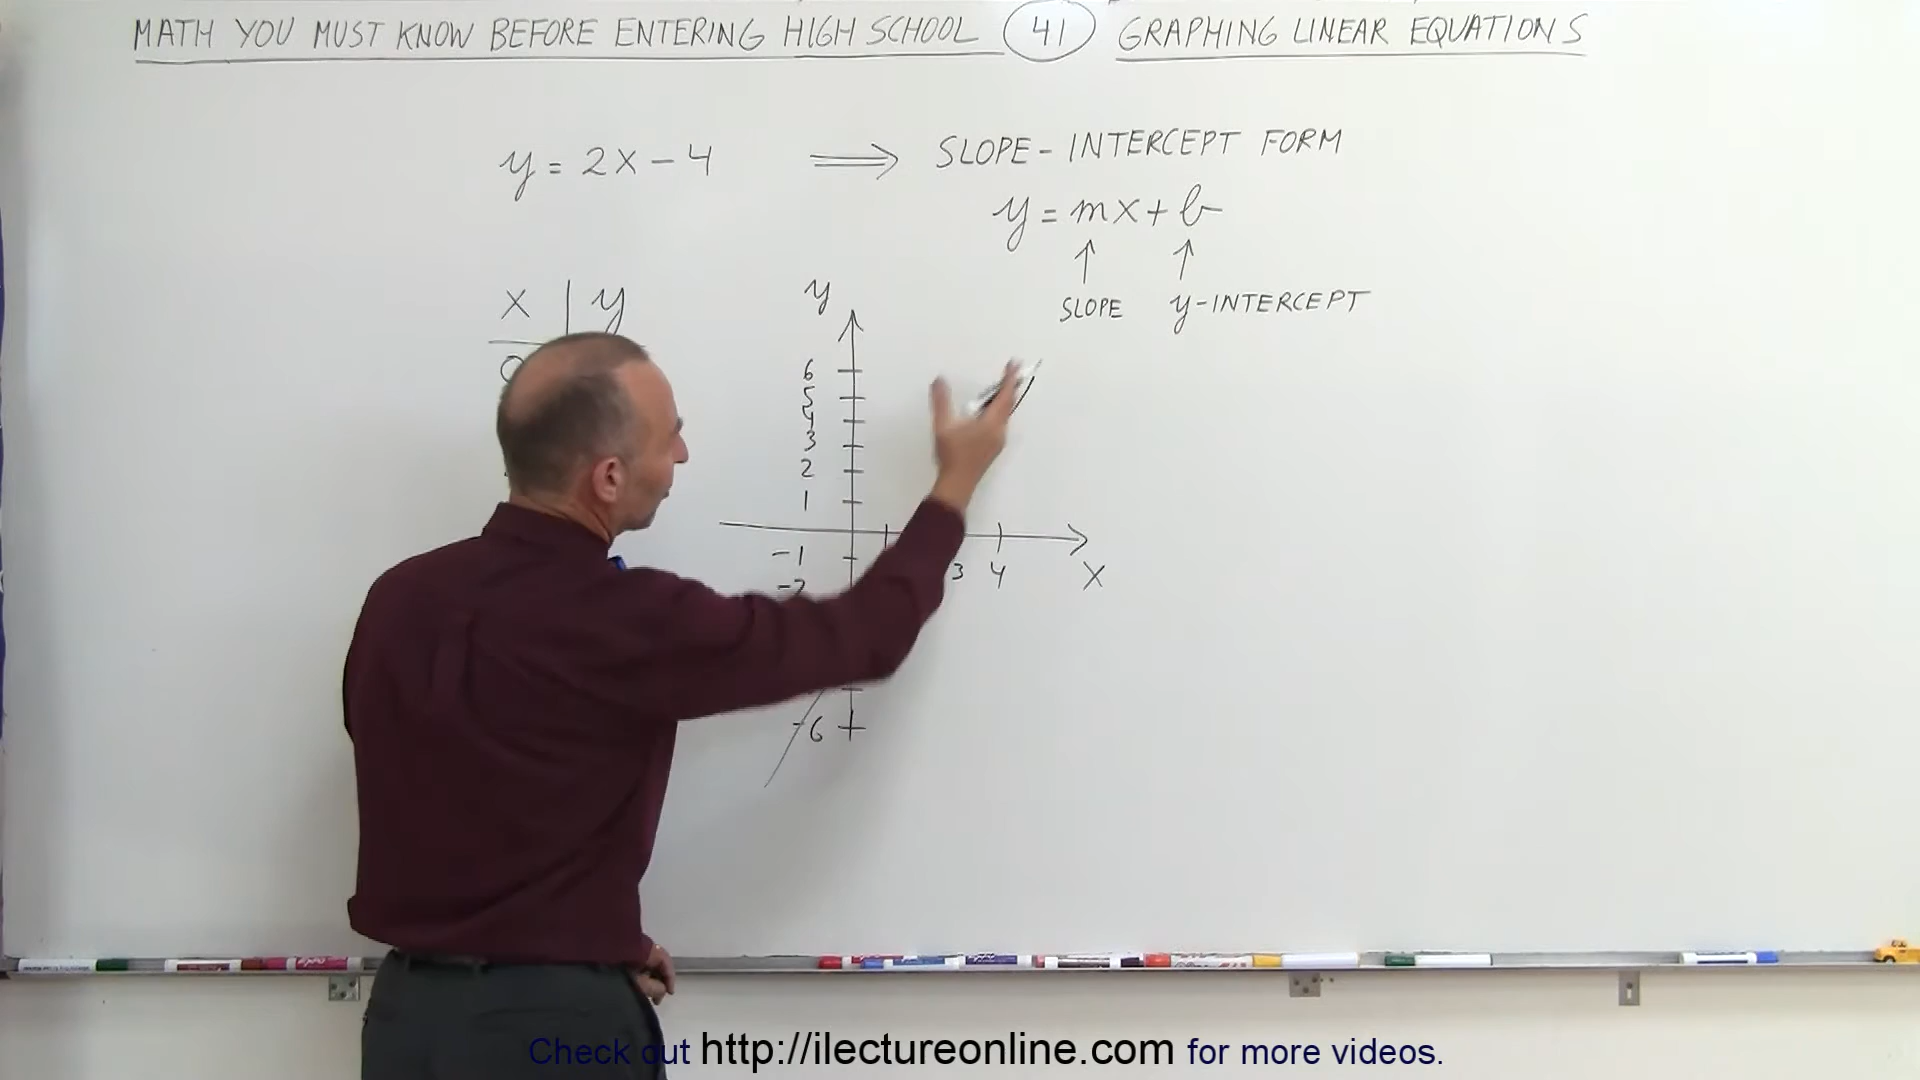 MATH YOU MUST KNOW BEFORE ENTERING HIGH SCHOOL 41 GRAPHING LINEAR EQUATIONS
y = 2x - 4 ⟹ SLOPE-INTERCEPT FORM
y = mx + b
↑ ↑
SLOPE y-INTERCEPT
x | y
0
y
6
5
4
3
2
1
-1
-2
3 4 x
-6
Check out http://ilectureonline.com for more videos.